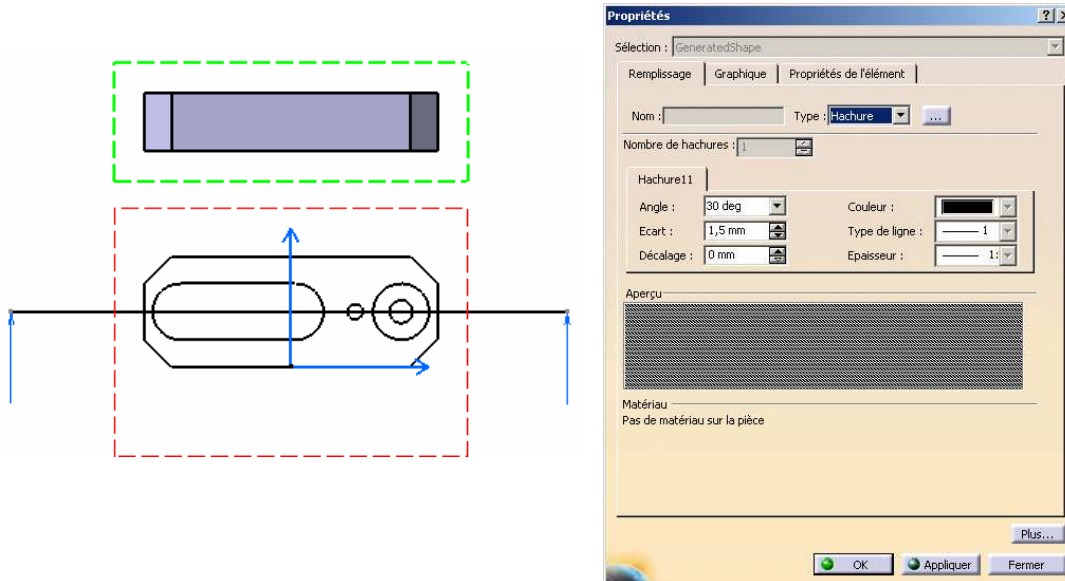 Propriétés
Sélection : GeneratedShape
Remplissage Graphique Propriétés de l'élément
Nom : Type : Hachure ...
Nombre de hachures : 1
Hachure11
Angle : 30 deg Couleur :
Ecart : 1,5 mm Type de ligne : 1
Décalage : 0 mm Epaisseur : 1:
Aperçu
Matériau
Pas de matériau sur la pièce
Plus...
OK Appliquer Fermer